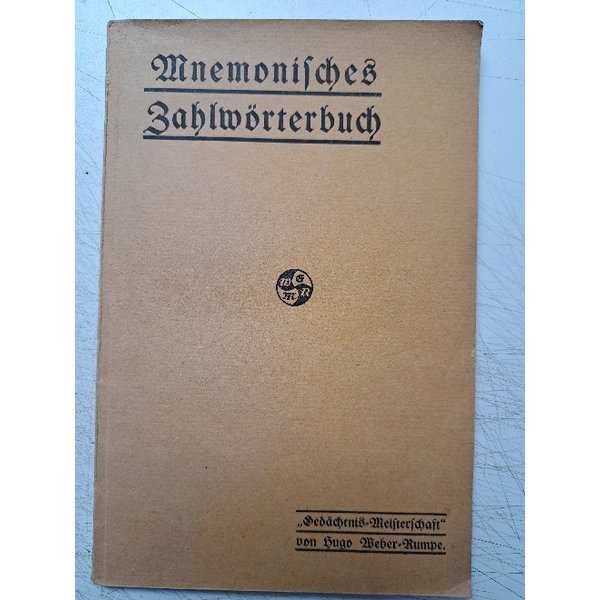 Mnemonisches
Zahlwörterbuch
W G
M R
„Gedächtnis-Meisterschaft“
von Hugo Weber-Rumpe.